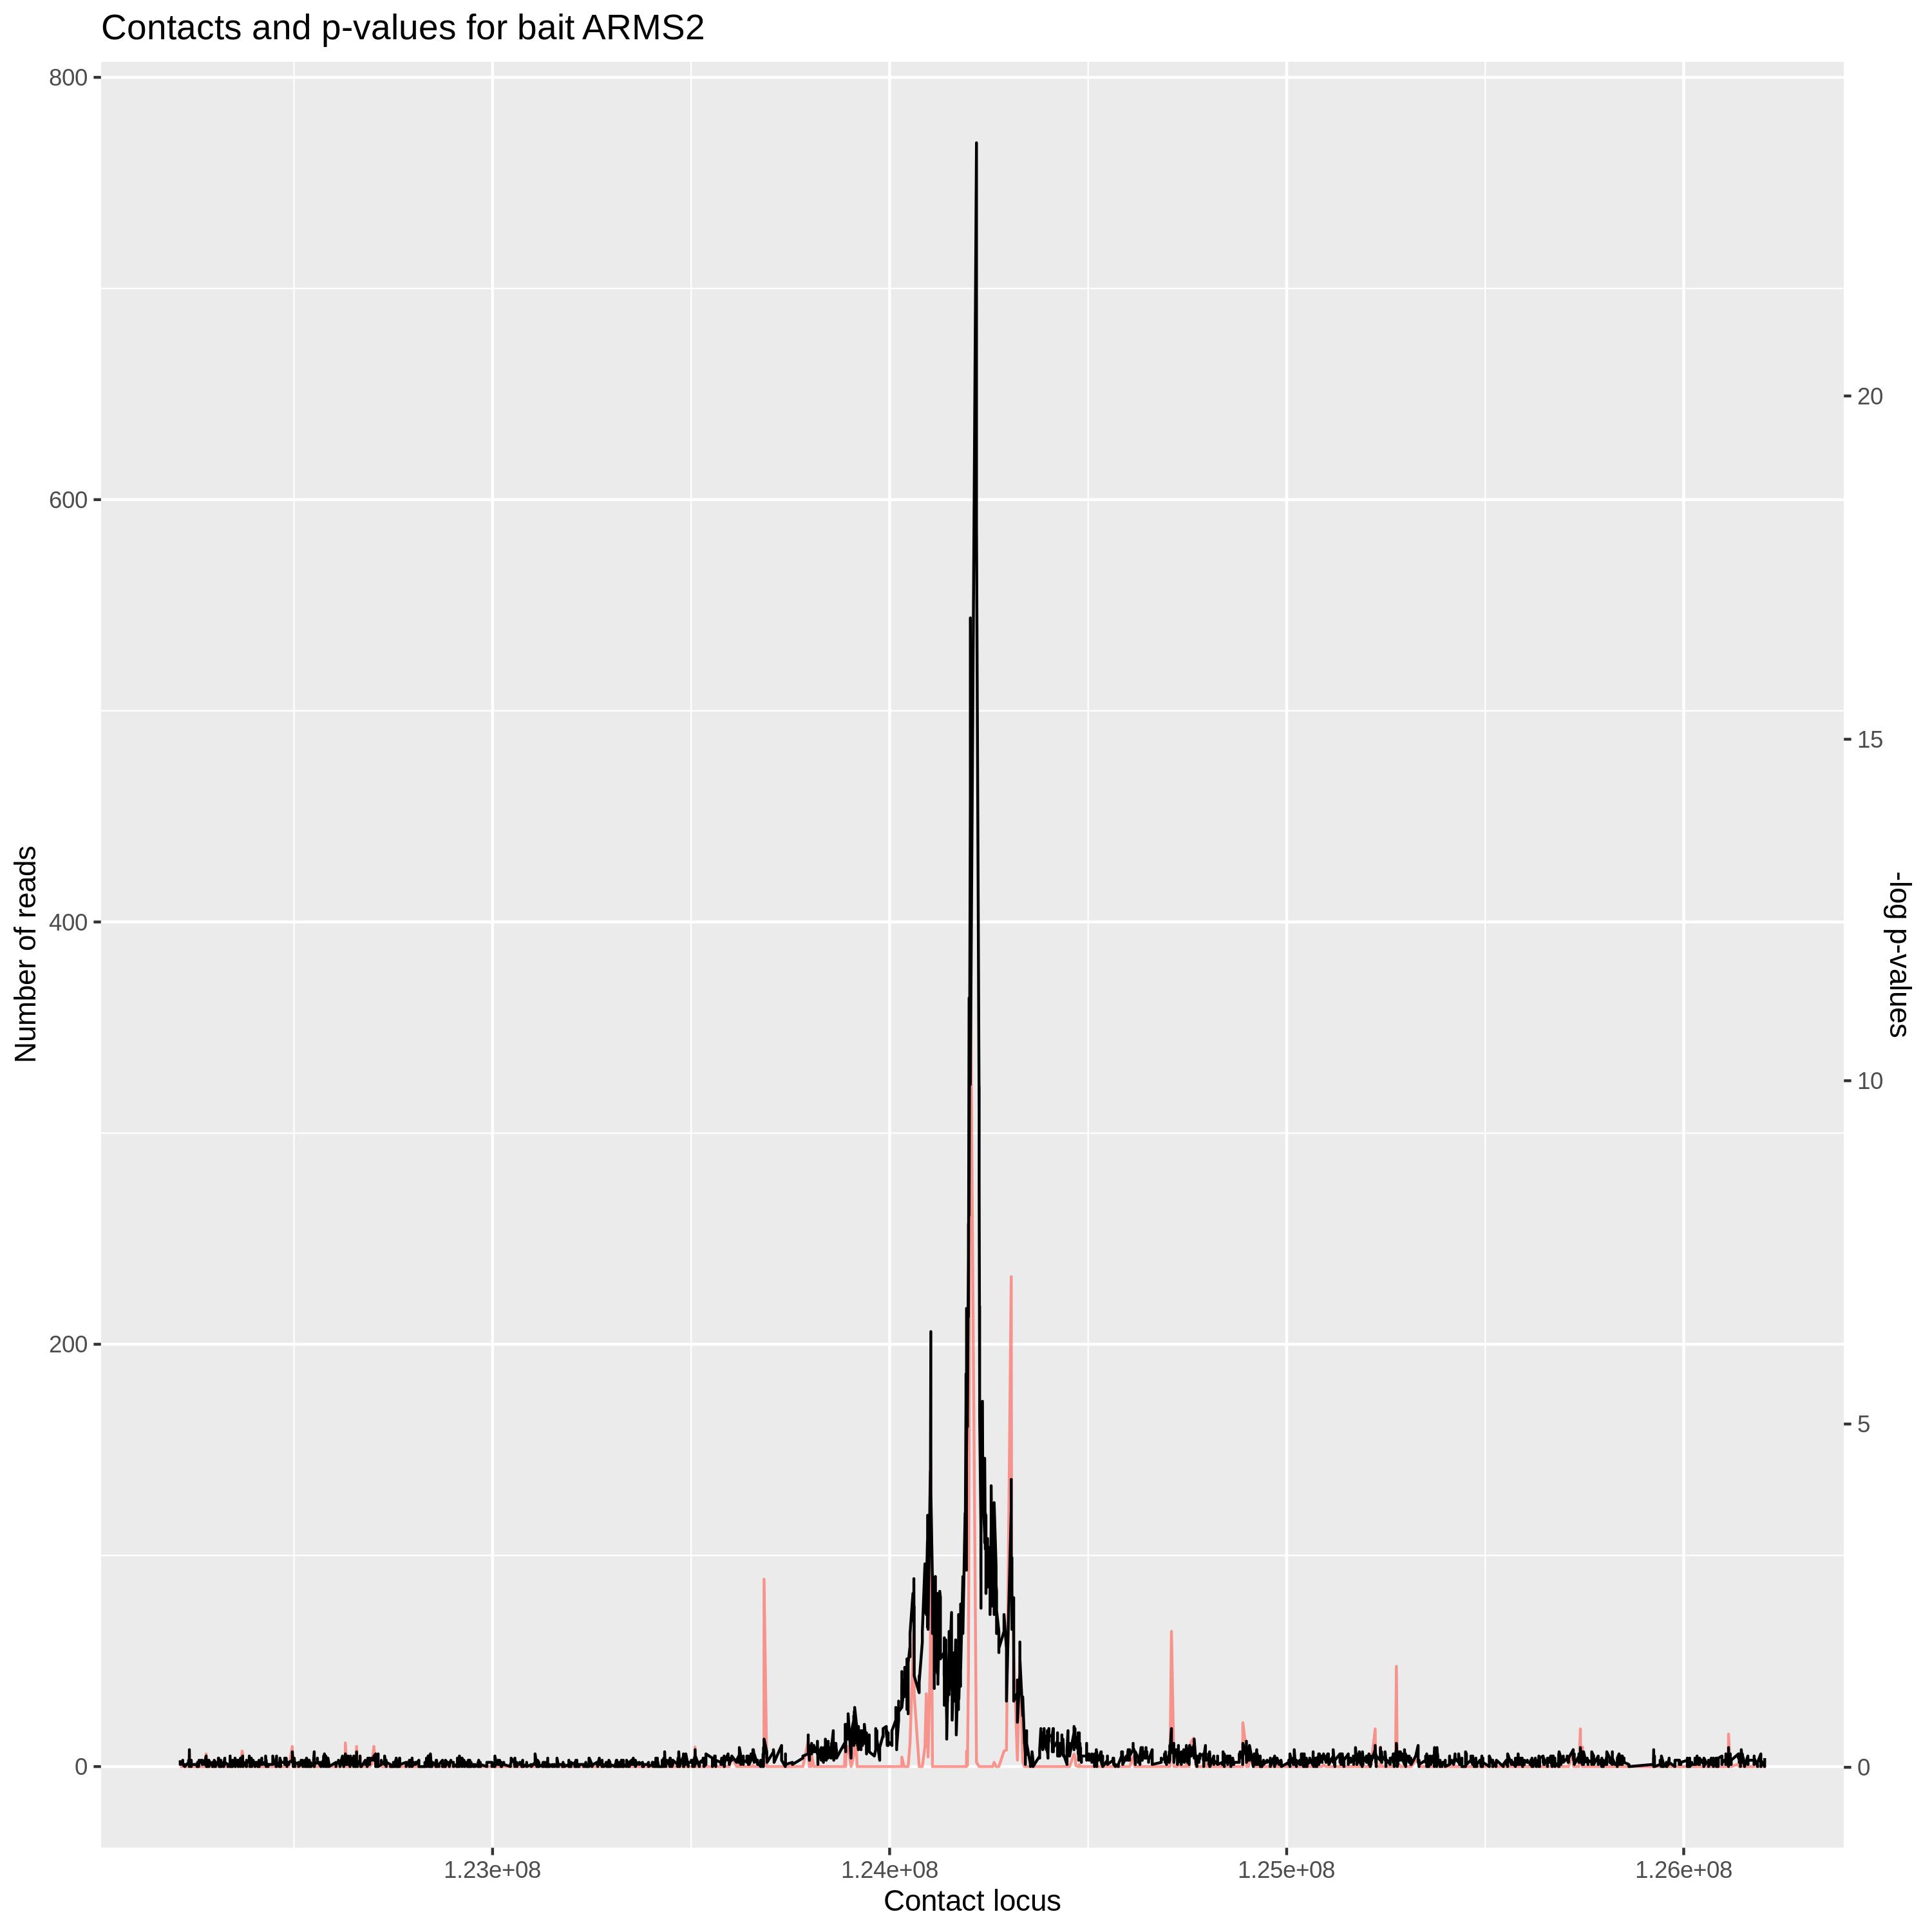 Contacts and p-values for bait ARMS2
800
600
400
200
0
Number of reads
20
15
10
5
0
-log p-values
1.23e+08
1.24e+08
1.25e+08
1.26e+08
Contact locus